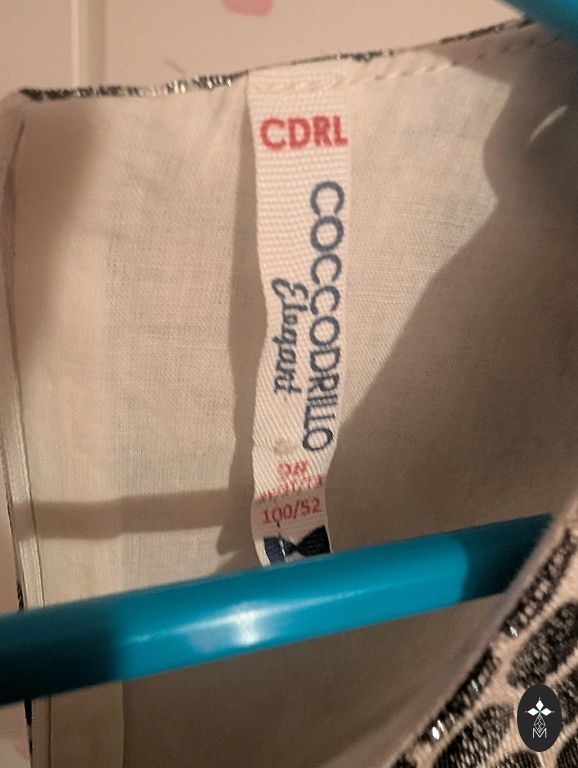 CDRL
COCCODRILLO
Elegant
100/52
M